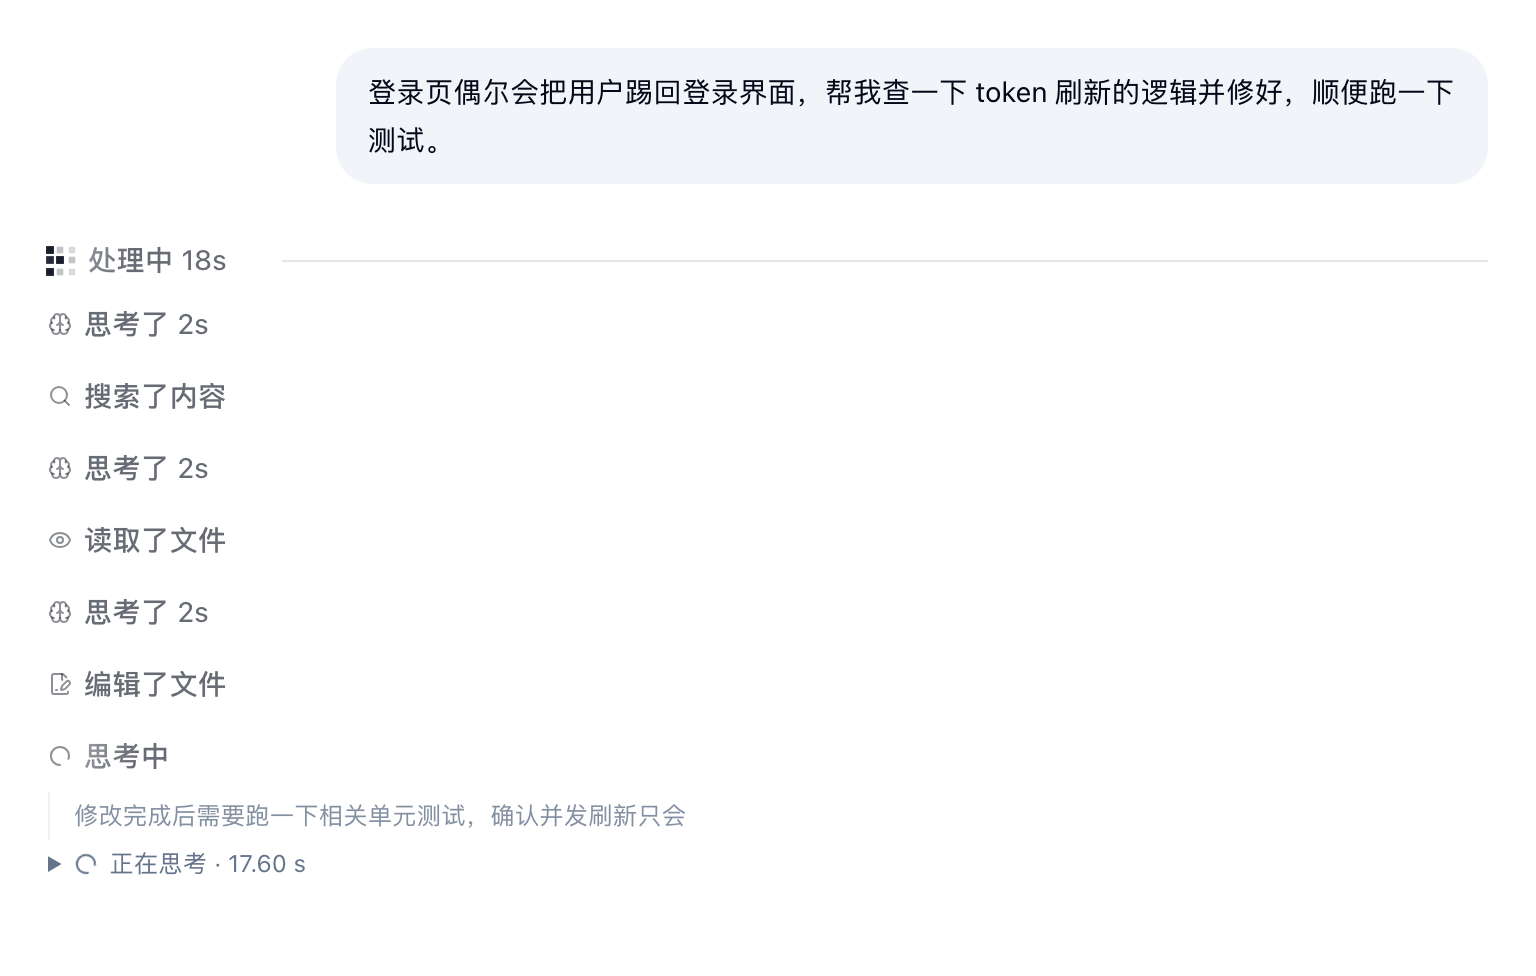 登录页偶尔会把用户踢回登录界面，帮我查一下 token 刷新的逻辑并修好，顺便跑一下
测试。
处理中 18s
思考了 2s
搜索了内容
思考了 2s
读取了文件
思考了 2s
编辑了文件
思考中
修改完成后需要跑一下相关单元测试，确认并发刷新只会
正在思考 · 17.60 s